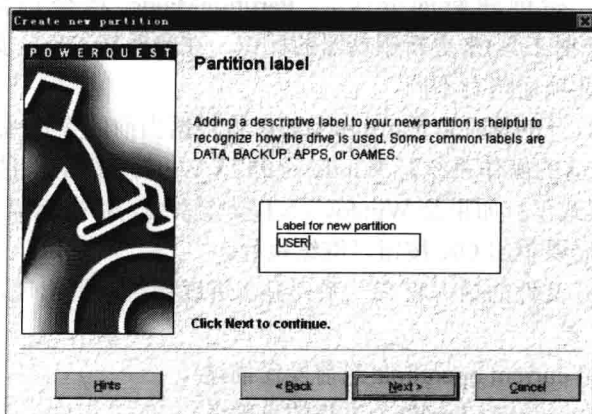 Create new partition
POWERQUEST
Partition label
Adding a descriptive label to your new partition is helpful to
recognize how the drive is used. Some common labels are
DATA, BACKUP, APPS, or GAMES.
Label for new partition
USER
Click Next to continue.
Hints
< Back
Next >
Cancel